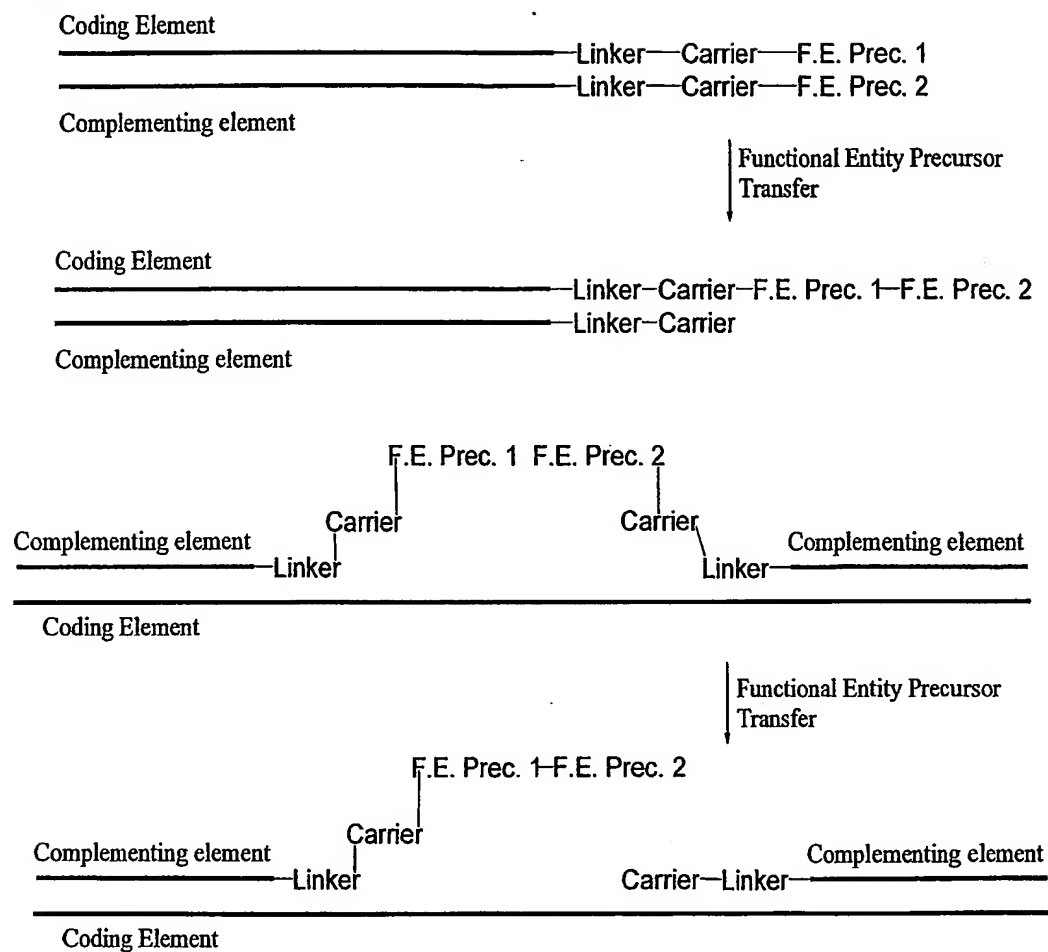 Coding Element
Linker—Carrier—F.E. Prec. 1
Linker—Carrier—F.E. Prec. 2
Complementing element
Functional Entity Precursor
Transfer
Coding Element
Linker–Carrier–F.E. Prec. 1–F.E. Prec. 2
Linker–Carrier
Complementing element
F.E. Prec. 1 F.E. Prec. 2
Carrier Carrier
Complementing element Complementing element
Linker Linker
Coding Element
Functional Entity Precursor
Transfer
F.E. Prec. 1–F.E. Prec. 2
Carrier
Complementing element Complementing element
Linker Carrier–Linker
Coding Element